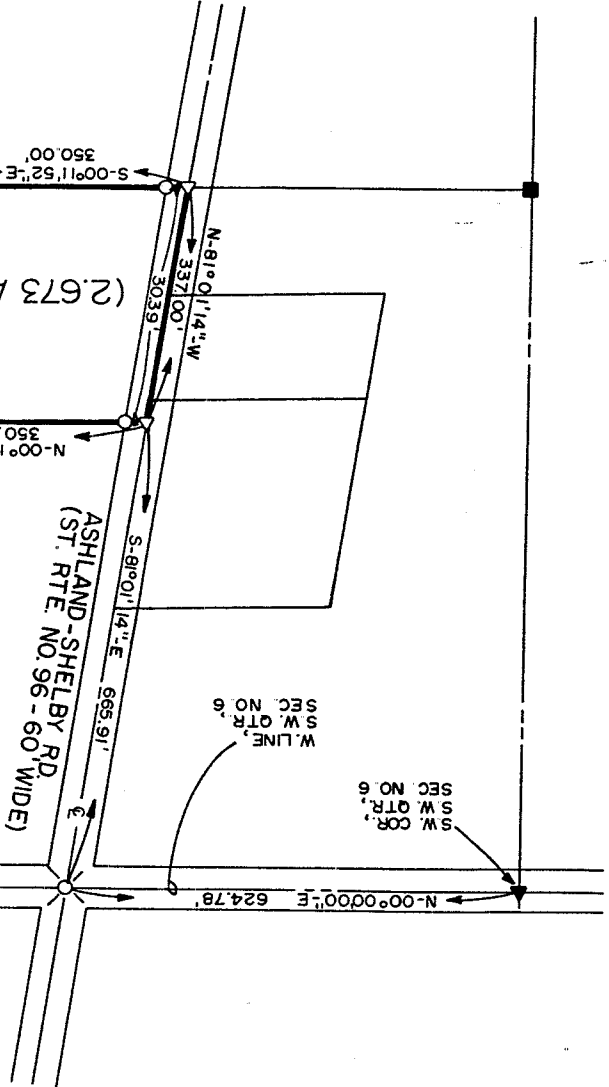 S-00°11'52"-E
350.00'
N-81°01'14"-W
337.00'
30.39'
(2.673
N-00°1
350.
S-81°01'14"-E 665.91'
ASHLAND-SHELBY RD.
(ST. RTE. NO. 96 - 60' WIDE)
℄
W. LINE,
S.W. QTR.,
SEC. NO. 6
S.W. COR.,
S.W. QTR.,
SEC. NO. 6
N-00°00'00"-E 624.78'